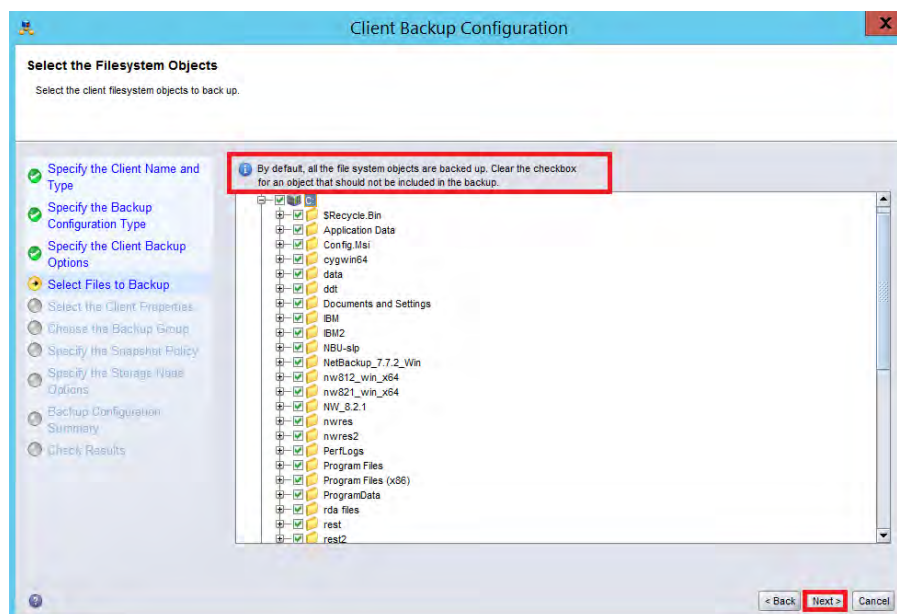 Client Backup Configuration
X
Select the Filesystem Objects
Select the client filesystem objects to back up.
Specify the Client Name and
Type
Specify the Backup
Configuration Type
Specify the Client Backup
Options
Select Files to Backup
Select the Client Properties
Choose the Backup Group
Specify the Snapshot Policy
Specify the Storage Node
Options
Backup Configuration
Summary
Check Results
By default, all the file system objects are backed up. Clear the checkbox
for an object that should not be included in the backup.
C:
$Recycle.Bin
Application Data
Config.Msi
cygwin64
data
ddt
Documents and Settings
IBM
IBM2
NBU-slp
NetBackup_7.7.2_Win
nw812_win_x64
nw821_win_x64
NW_8.2.1
nwres
nwres2
PerfLogs
Program Files
Program Files (x86)
ProgramData
rda files
rest
rest2
?
< Back
Next >
Cancel